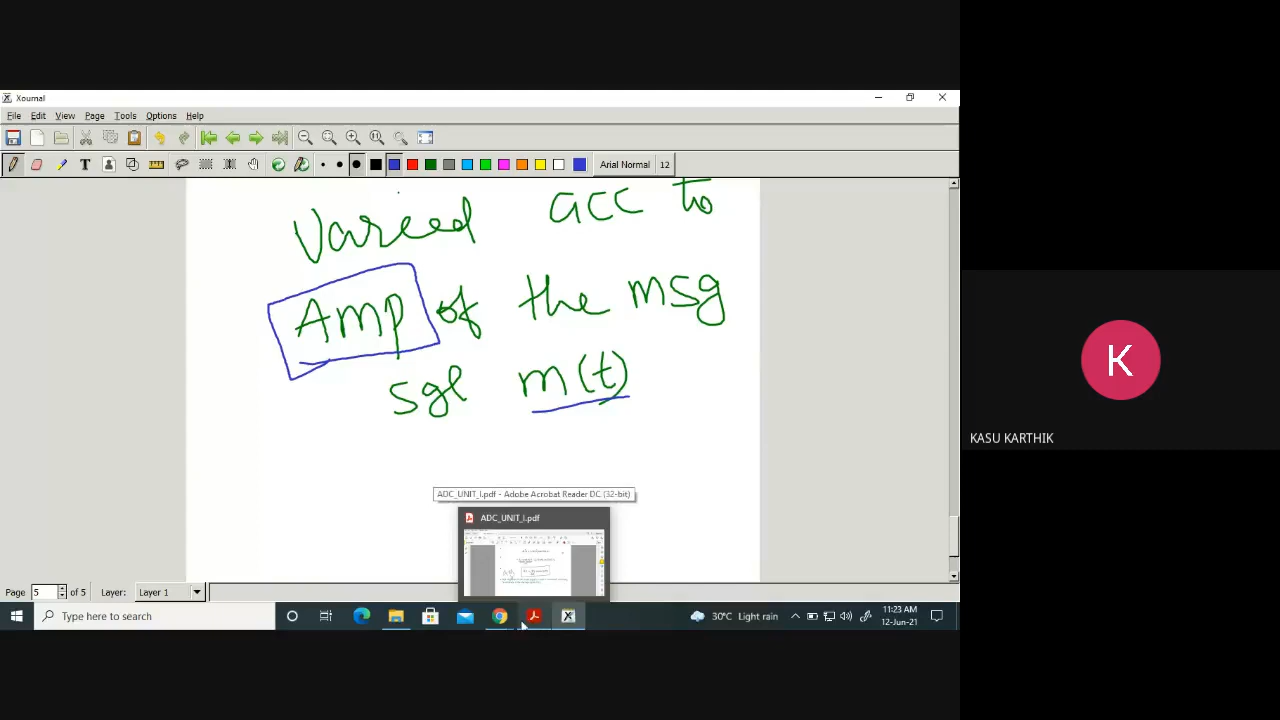 Xournal
File Edit View Page Tools Options Help
T Arial Normal 12
Varied acc to
Amp of the msg
sgl m(t)
ADC_UNIT_I.pdf - Adobe Acrobat Reader DC (32-bit)
ADC_UNIT_I.pdf
Page 5 of 5 Layer: Layer 1
Type here to search
30°C Light rain
11:23 AM
12-Jun-21
K
KASU KARTHIK